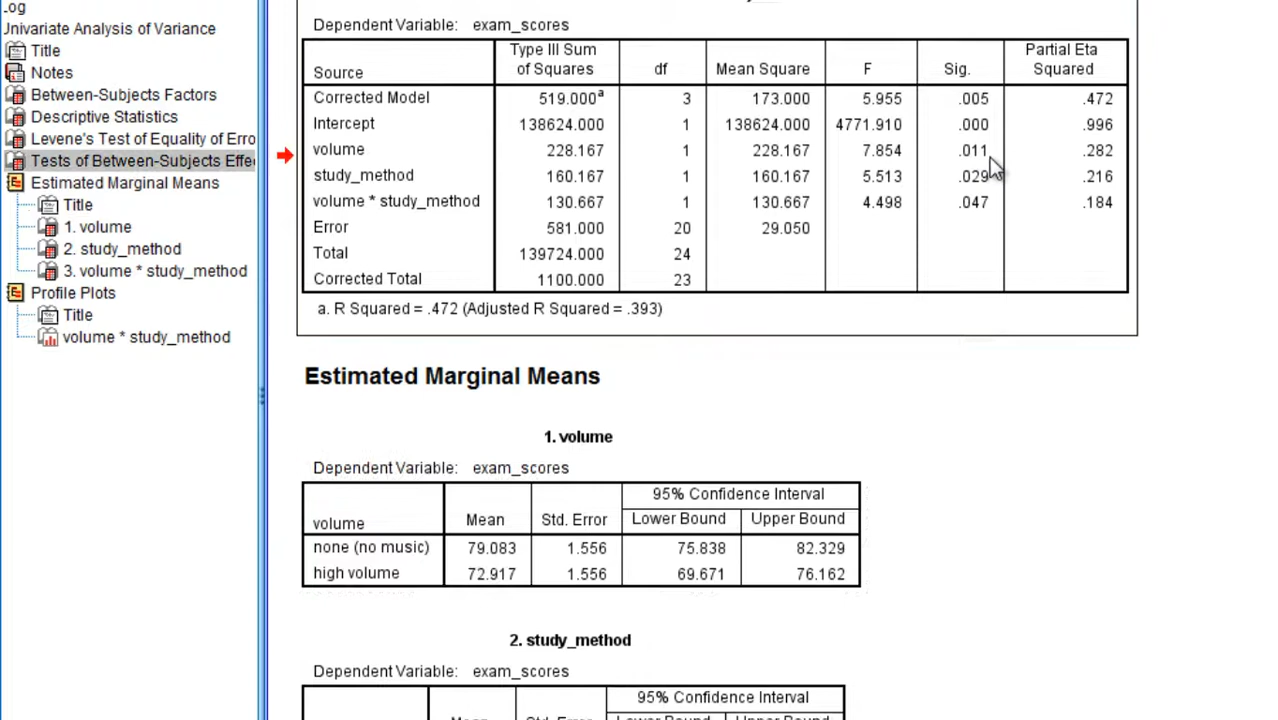 og
Jnivariate Analysis of Variance
Title
Notes
Between-Subjects Factors
Descriptive Statistics
Levene's Test of Equality of Erro
Tests of Between-Subjects Effe
Estimated Marginal Means
Title
1. volume
2. study_method
3. volume * study_method
Profile Plots
Title
volume * study_method
Dependent Variable: exam_scores
Source Type III Sum of Squares df Mean Square F Sig. Partial Eta Squared
Corrected Model 519.000a 3 173.000 5.955 .005 .472
Intercept 138624.000 1 138624.000 4771.910 .000 .996
volume 228.167 1 228.167 7.854 .011 .282
study_method 160.167 1 160.167 5.513 .029 .216
volume * study_method 130.667 1 130.667 4.498 .047 .184
Error 581.000 20 29.050
Total 139724.000 24
Corrected Total 1100.000 23
a. R Squared = .472 (Adjusted R Squared = .393)
Estimated Marginal Means
1. volume
Dependent Variable: exam_scores
95% Confidence Interval
volume Mean Std. Error Lower Bound Upper Bound
none (no music) 79.083 1.556 75.838 82.329
high volume 72.917 1.556 69.671 76.162
2. study_method
Dependent Variable: exam_scores
95% Confidence Interval